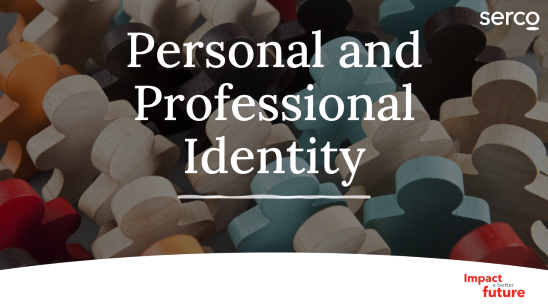 serco
Personal and
Professional
Identity
Impact
a better
future